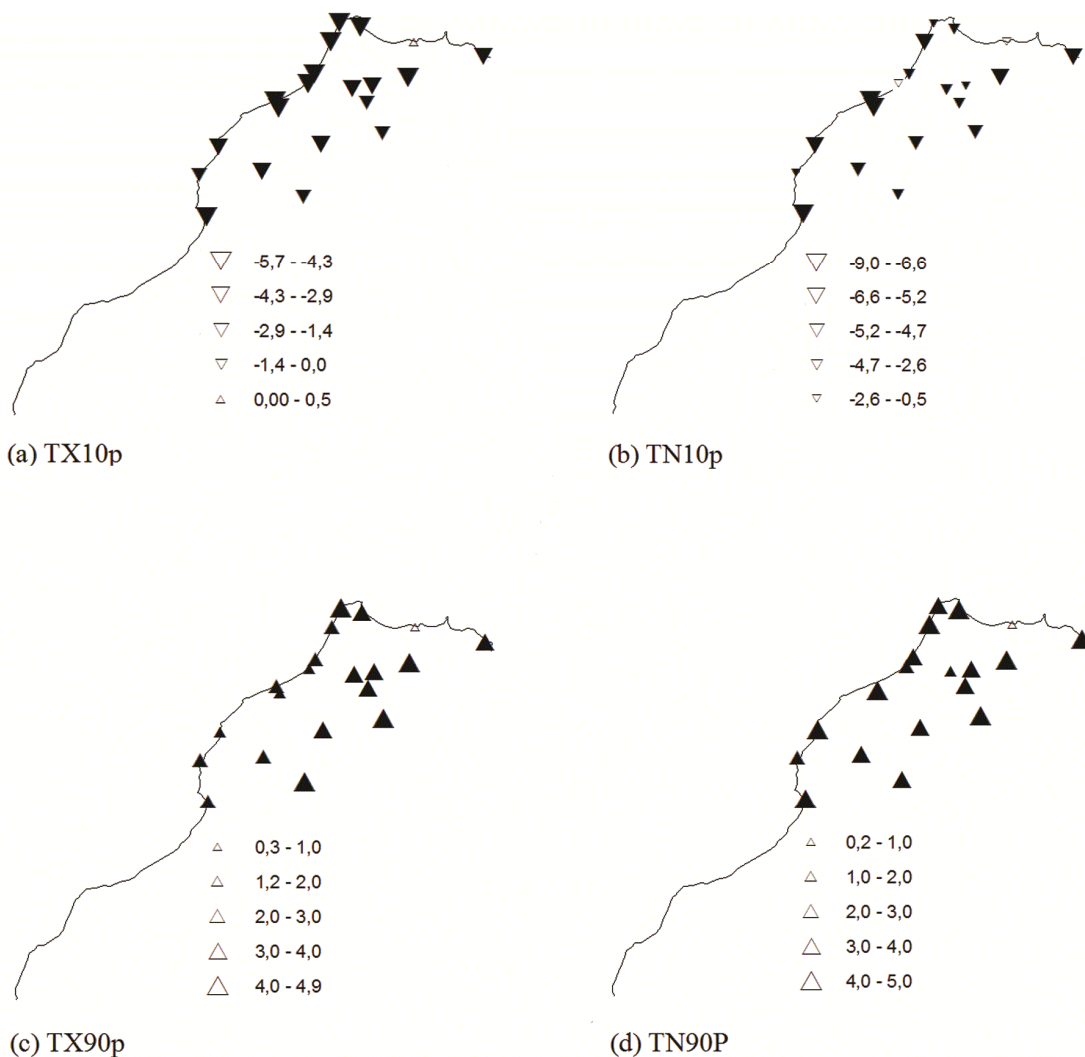 -5,7 - -4,3
-4,3 - -2,9
-2,9 - -1,4
-1,4 - 0,0
0,00 - 0,5
(a) TX10p
-9,0 - -6,6
-6,6 - -5,2
-5,2 - -4,7
-4,7 - -2,6
-2,6 - -0,5
(b) TN10p
0,3 - 1,0
1,2 - 2,0
2,0 - 3,0
3,0 - 4,0
4,0 - 4,9
(c) TX90p
0,2 - 1,0
1,0 - 2,0
2,0 - 3,0
3,0 - 4,0
4,0 - 5,0
(d) TN90P